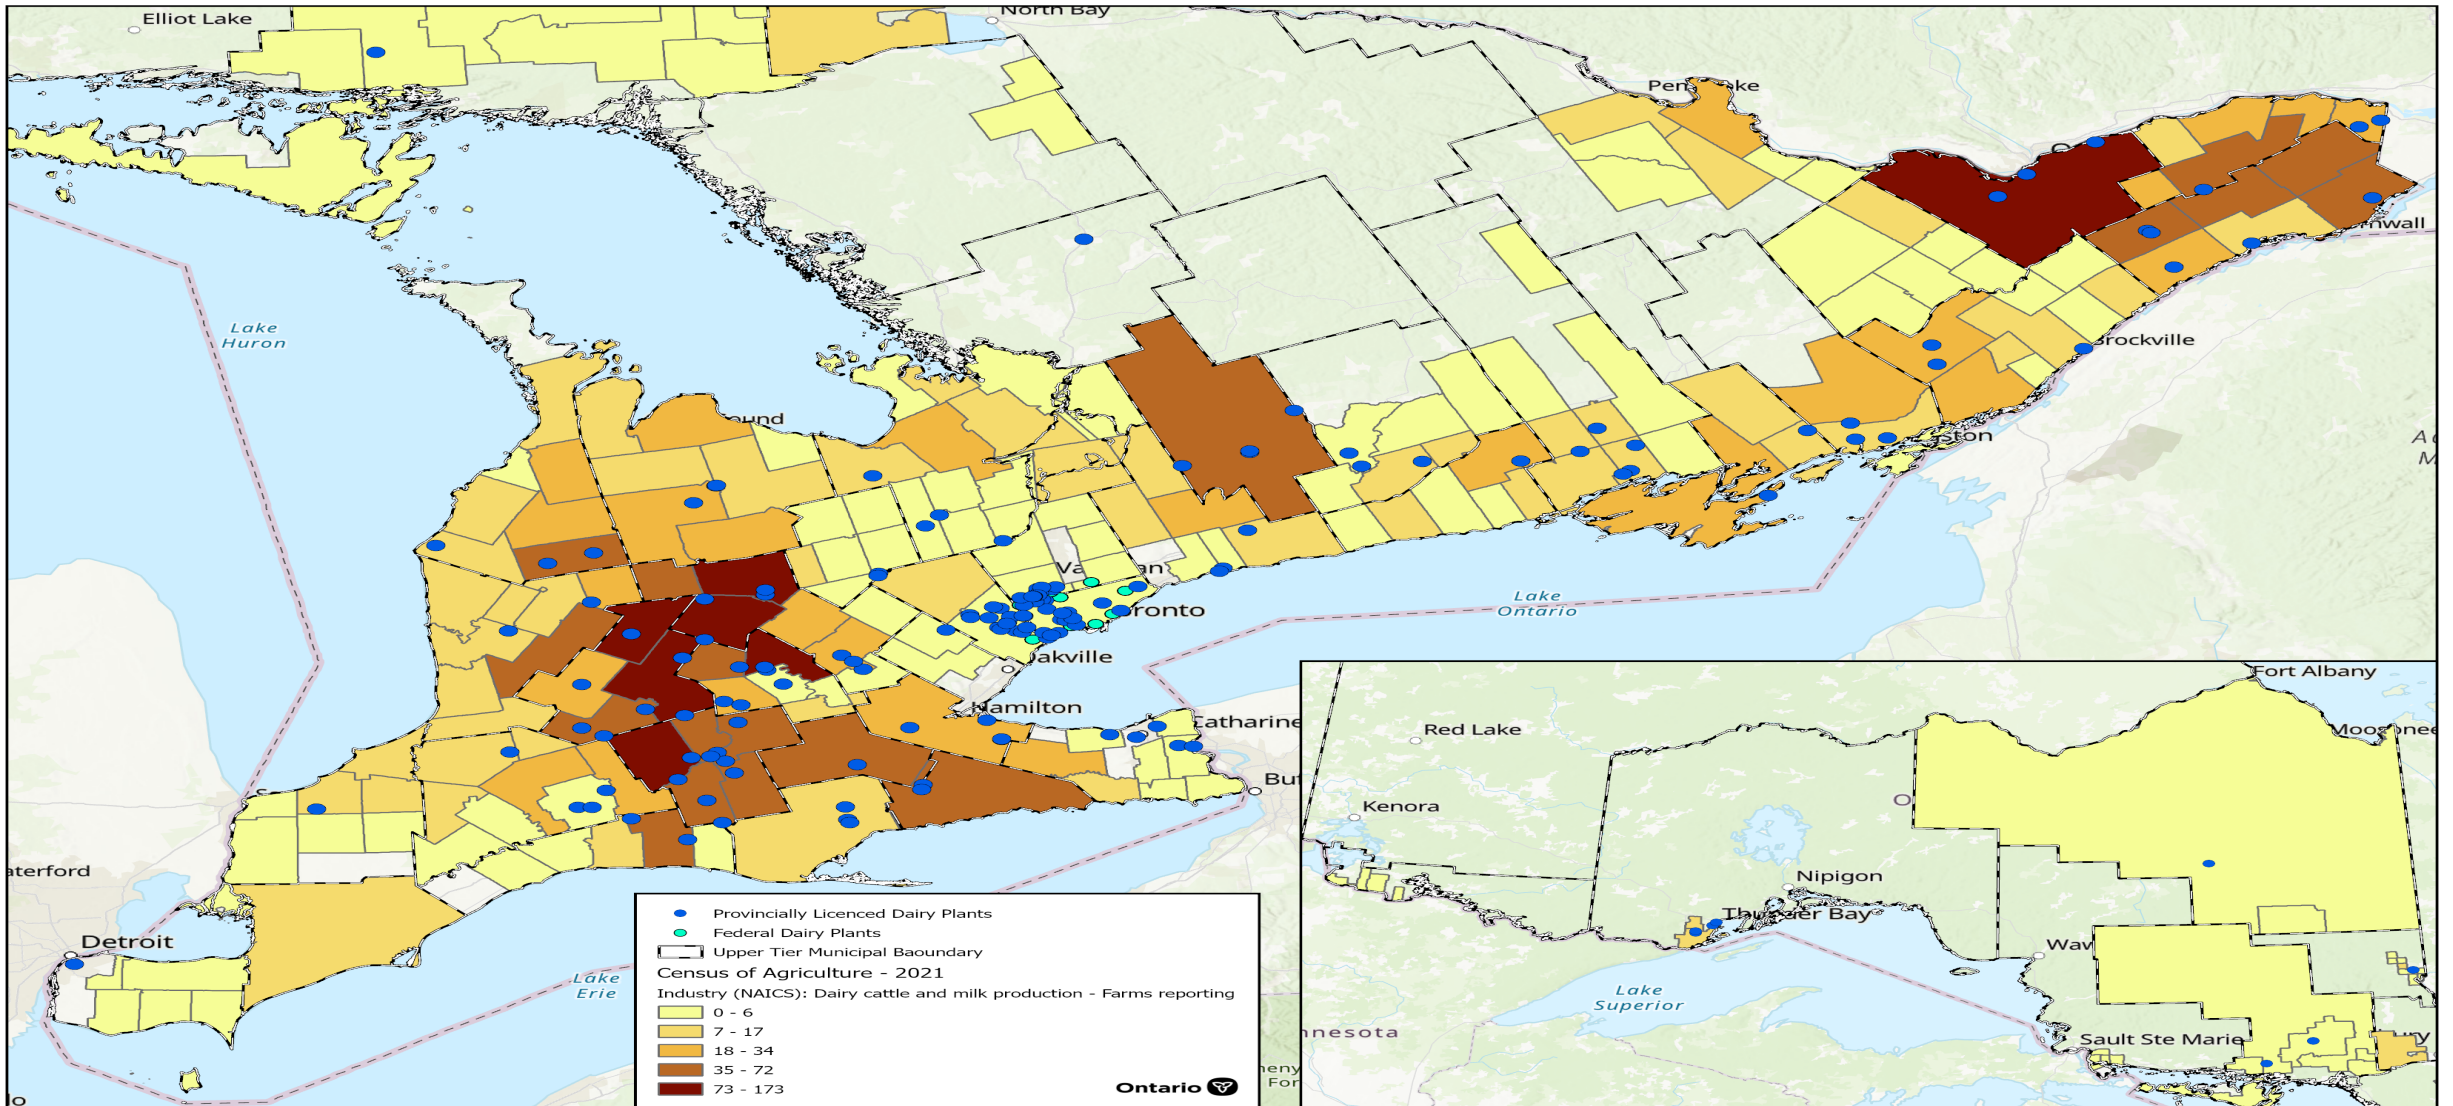 Elliot Lake
North Bay
Lake
Huron
Brockville
Lake
Ontario
Oakville
Hamilton
Detroit
Lake
Erie
Provincially Licenced Dairy Plants
Federal Dairy Plants
Upper Tier Municipal Baoundary
Census of Agriculture - 2021
Industry (NAICS): Dairy cattle and milk production - Farms reporting
0 - 6
7 - 17
18 - 34
35 - 72
73 - 173
Ontario
Fort Albany
Red Lake
Moosonee
Kenora
Nipigon
Thunder Bay
Lake
Superior
Sault Ste Marie